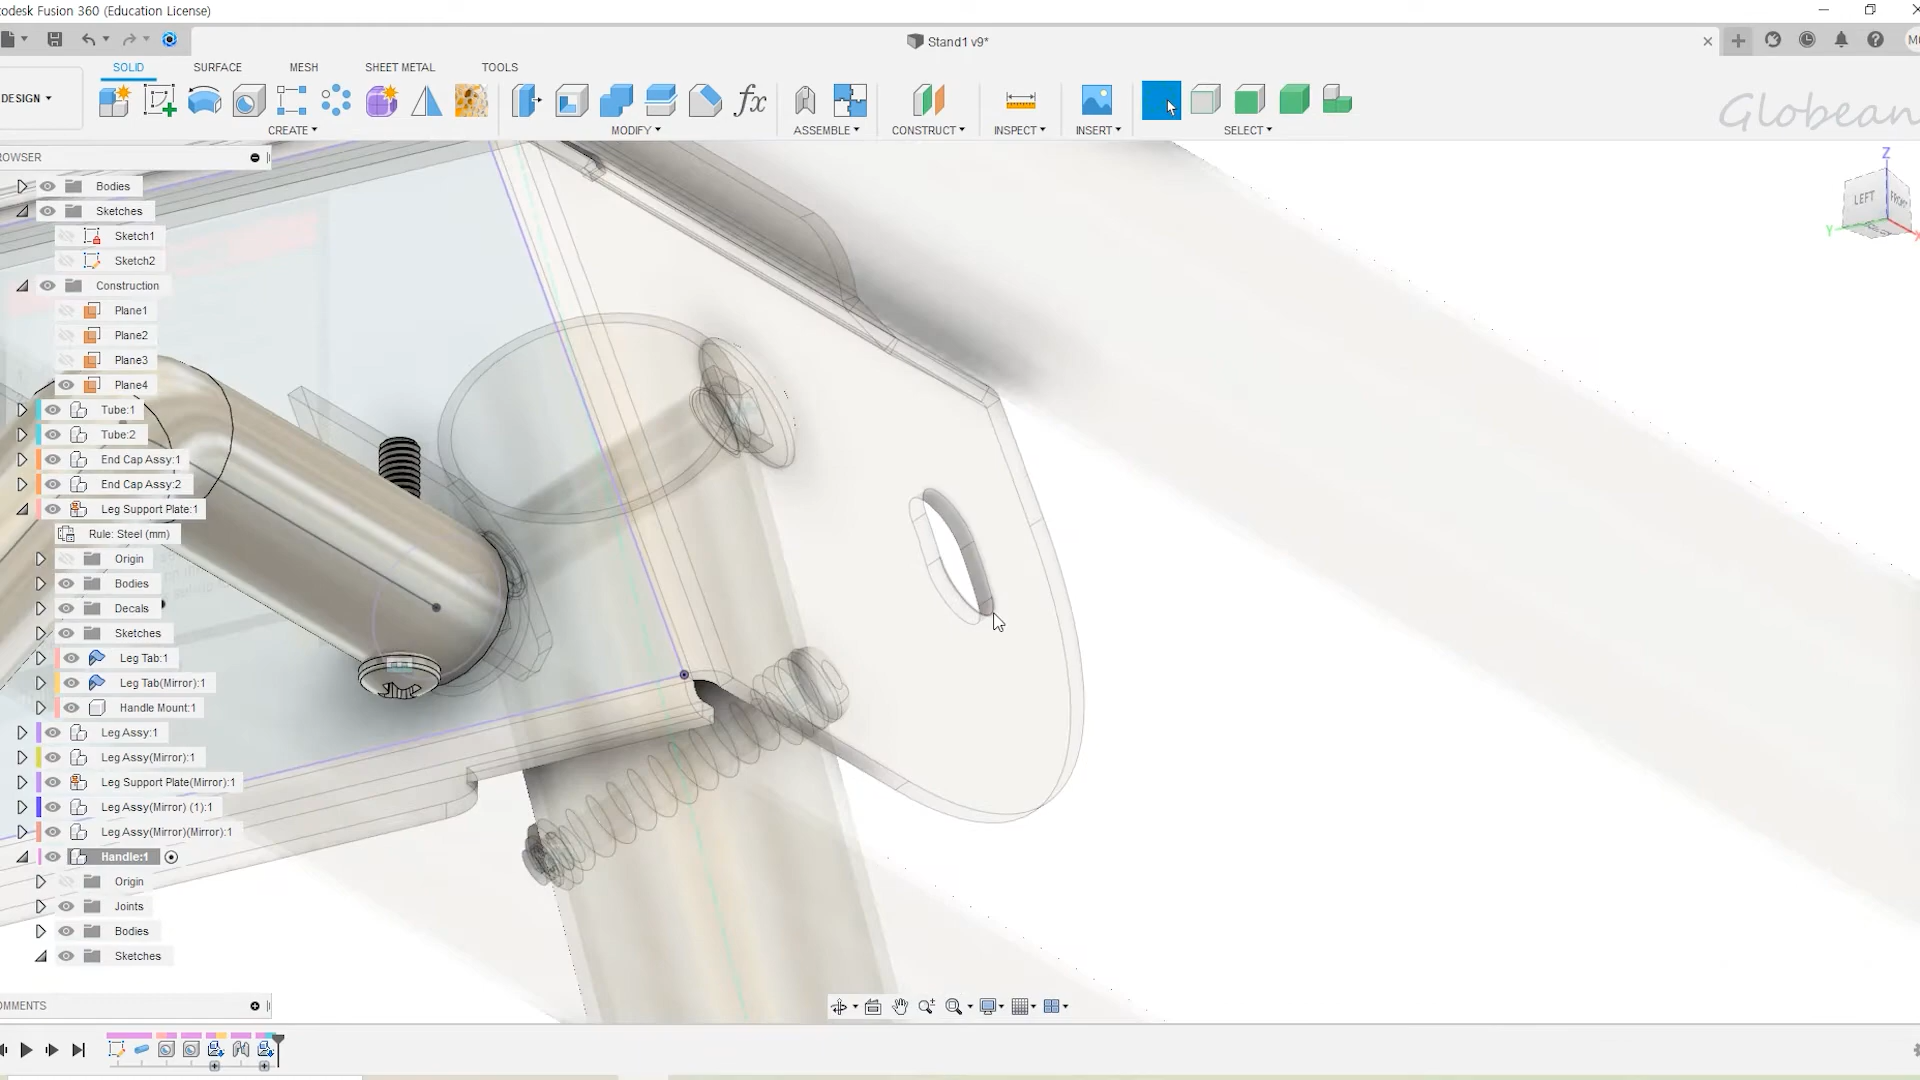 todesk Fusion 360 (Education License)
Stand1 v9*
SOLID SURFACE MESH SHEET METAL TOOLS
DESIGN
CREATE MODIFY ASSEMBLE CONSTRUCT INSPECT INSERT SELECT
Globean
ROWSER
Bodies
Sketches
Sketch1
Sketch2
Construction
Plane1
Plane2
Plane3
Plane4
Tube:1
Tube:2
End Cap Assy:1
End Cap Assy:2
Leg Support Plate:1
Rule: Steel (mm)
Origin
Bodies
Decals
Sketches
Leg Tab:1
Leg Tab(Mirror):1
Handle Mount:1
Leg Assy:1
Leg Assy(Mirror):1
Leg Support Plate(Mirror):1
Leg Assy(Mirror) (1):1
Leg Assy(Mirror)(Mirror):1
Handle:1
Origin
Joints
Bodies
Sketches
OMMENTS
Z
LEFT FRONT
Y
fx